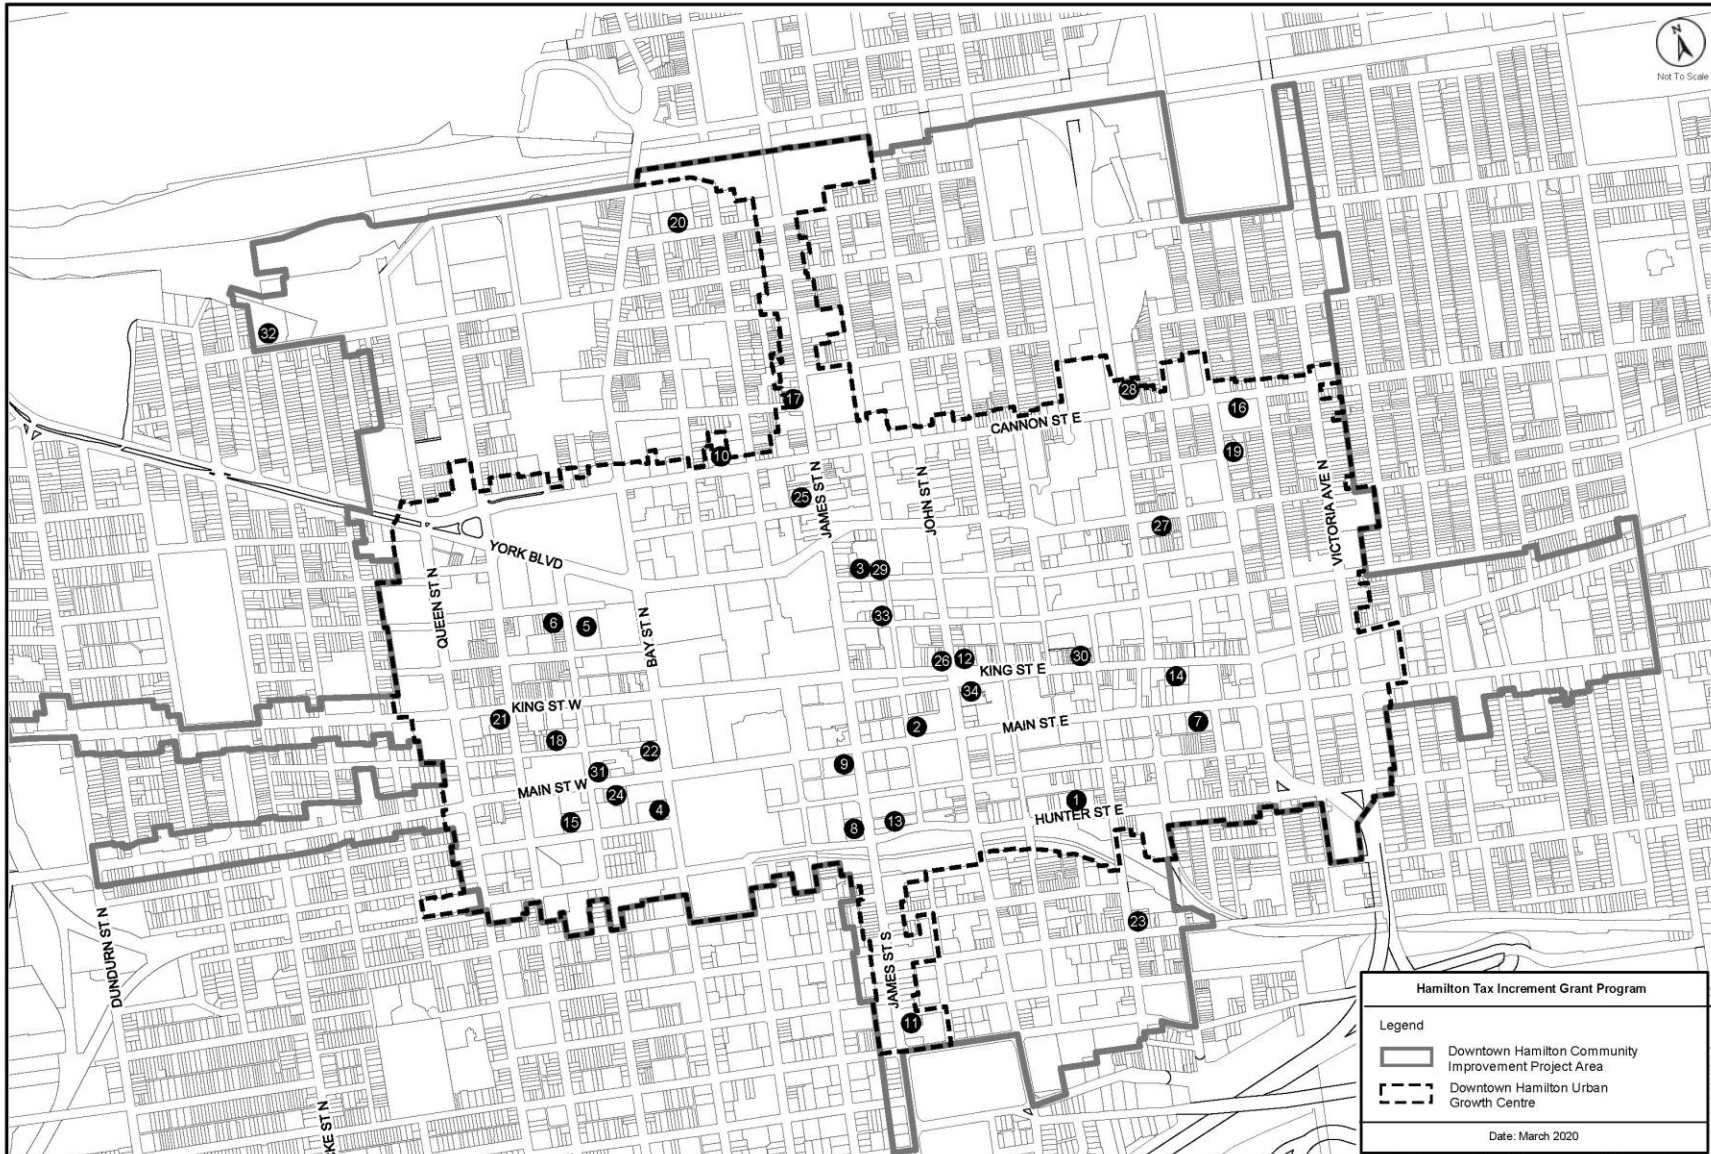 N
Not To Scale
20
32
17
28
16
CANNON ST E
10
19
25
JAMES ST N
JOHN ST N
VICTORIA AVE N
27
YORK BLVD
3
29
QUEEN ST N
33
6
5
BAY ST N
26
12
30
KING ST E
14
34
KING ST W
21
2
MAIN ST E
7
18
22
9
31
MAIN ST W
24
4
1
HUNTER ST E
15
8
13
23
DUNDURN ST N
JAMES ST S
11
CKE ST N
Hamilton Tax Increment Grant Program
Legend
Downtown Hamilton Community
Improvement Project Area
Downtown Hamilton Urban
Growth Centre
Date: March 2020